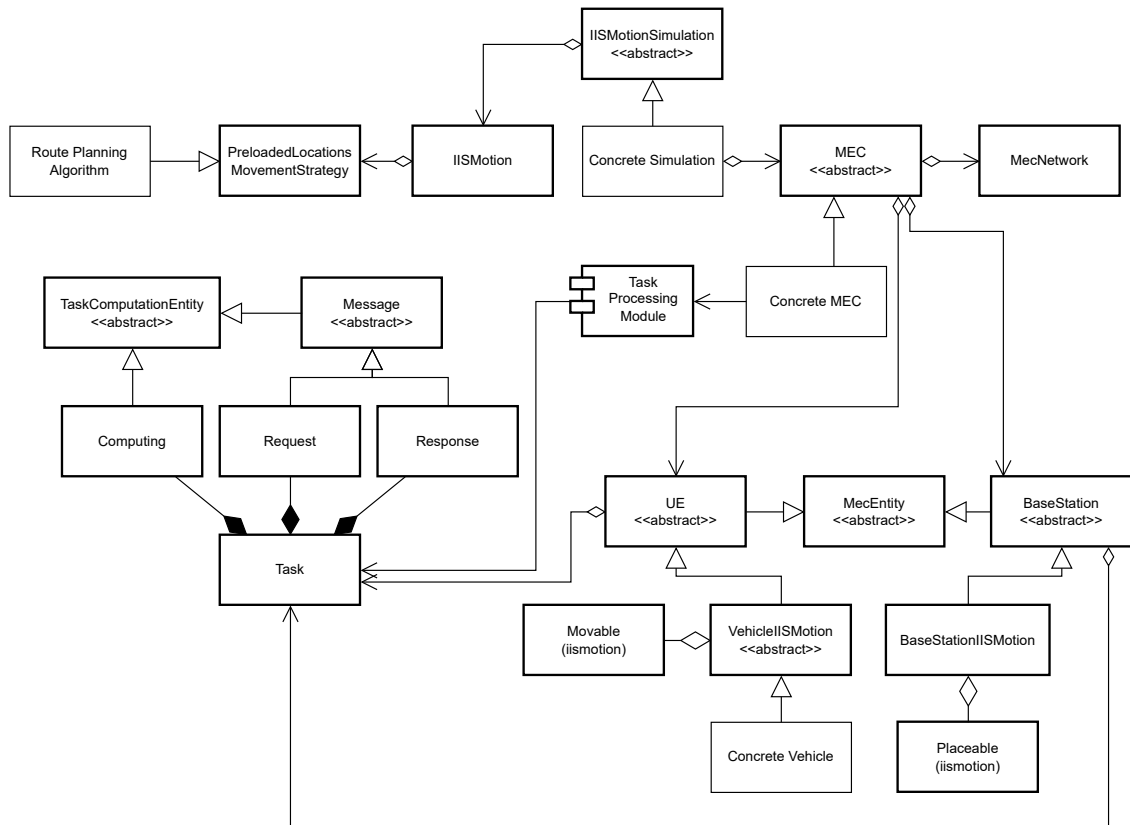 IISMotionSimulation
<<abstract>>
Route Planning
Algorithm
PreloadedLocations
MovementStrategy
IISMotion
Concrete Simulation
MEC
<<abstract>>
MecNetwork
TaskComputationEntity
<<abstract>>
Message
<<abstract>>
Task
Processing
Module
Concrete MEC
Computing
Request
Response
UE
<<abstract>>
MecEntity
<<abstract>>
BaseStation
<<abstract>>
Task
Movable
(iismotion)
VehicleIISMotion
<<abstract>>
BaseStationIISMotion
Concrete Vehicle
Placeable
(iismotion)